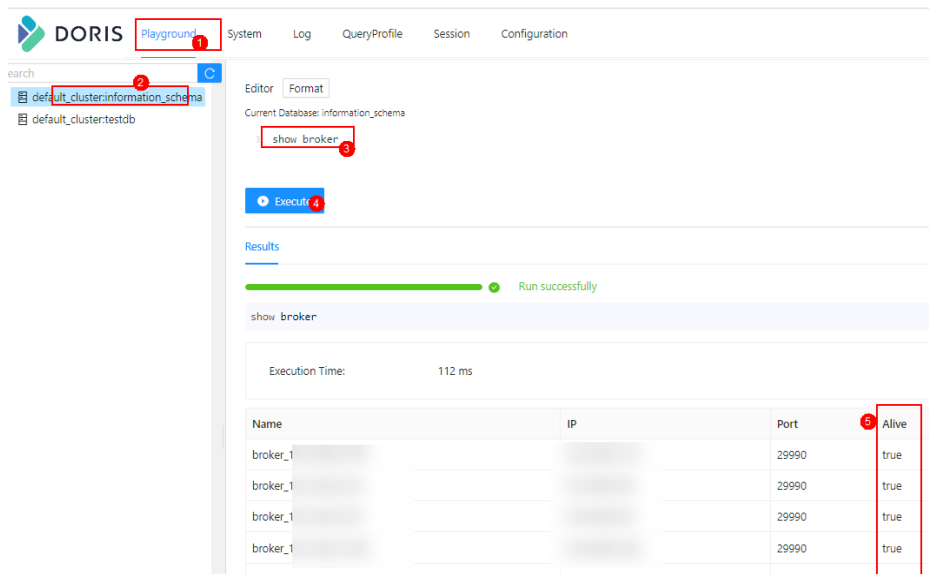 DORIS Playground System Log QueryProfile Session Configuration
1
earch
2
default_cluster:information_schema
default_cluster:testdb
Editor Format
Current Database: information_schema
show broker
3
Execute
4
Results
Run successfully
show broker
Execution Time: 112 ms
Name IP Port 5 Alive
broker_1 29990 true
broker_1 29990 true
broker_1 29990 true
broker_1 29990 true